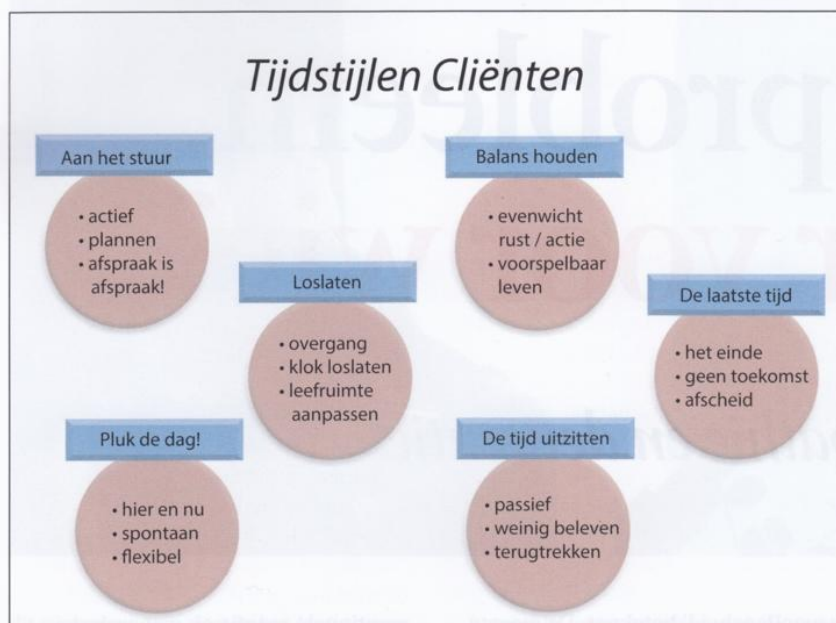 Tijdstijlen Cliënten
Aan het stuur
• actief
• plannen
• afspraak is
afspraak!
Balans houden
• evenwicht
rust / actie
• voorspelbaar
leven
Loslaten
• overgang
• klok loslaten
• leefruimte
aanpassen
De laatste tijd
• het einde
• geen toekomst
• afscheid
Pluk de dag!
• hier en nu
• spontaan
• flexibel
De tijd uitzitten
• passief
• weinig beleven
• terugtrekken